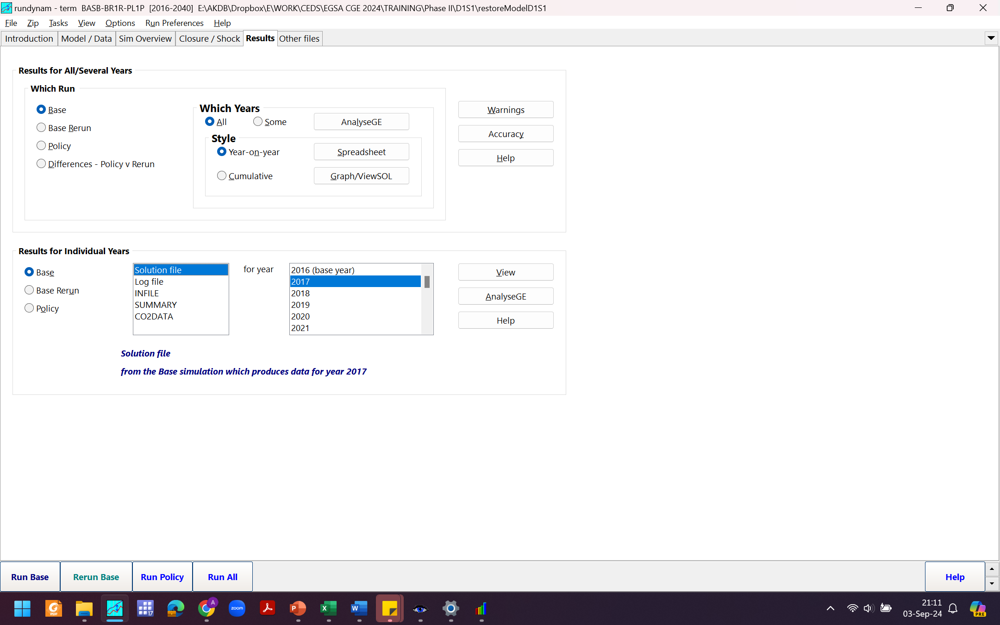 rundynam - term BASB-BR1R-PL1P [2016-2040] E:\AKDB\Dropbox\E\WORK\CEDS\EGSA CGE 2024\TRAINING\Phase II\D1S1\restoreModelD1S1
File Zip Tasks View Options Run Preferences Help
Introduction Model / Data Sim Overview Closure / Shock Results Other files
Results for All/Several Years
Which Run
Base
Base Rerun
Policy
Differences - Policy v Rerun
Which Years
All Some AnalyseGE
Style
Year-on-year Spreadsheet
Cumulative Graph/ViewSOL
Warnings
Accuracy
Help
Results for Individual Years
Base
Base Rerun
Policy
Solution file
Log file
INFILE
SUMMARY
CO2DATA
for year
2016 (base year)
2017
2018
2019
2020
2021
View
AnalyseGE
Help
Solution file
from the Base simulation which produces data for year 2017
Run Base Rerun Base Run Policy Run All Help
PDF
17
A
zoom
P
X
W
21:11
03-Sep-24
PRE